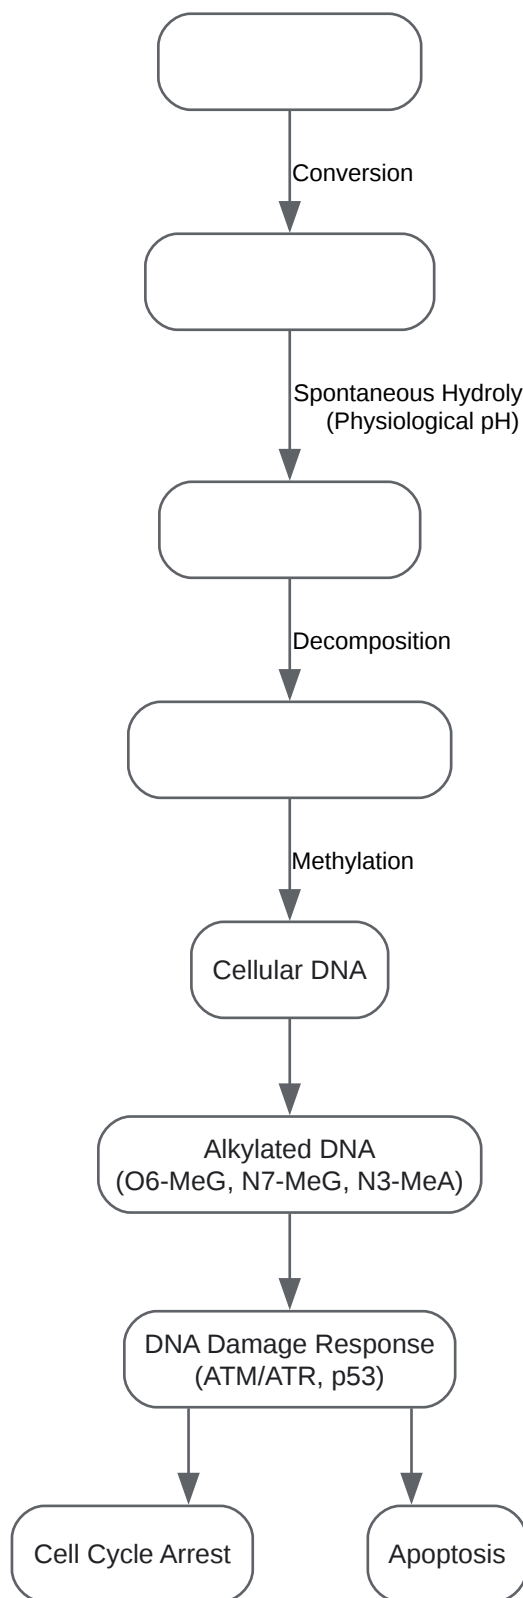 Conversion
Spontaneous Hydroly
(Physiological pH)
Decomposition
Methylation
Cellular DNA
Alkylated DNA
(O6-MeG, N7-MeG, N3-MeA)
DNA Damage Response
(ATM/ATR, p53)
Cell Cycle Arrest
Apoptosis